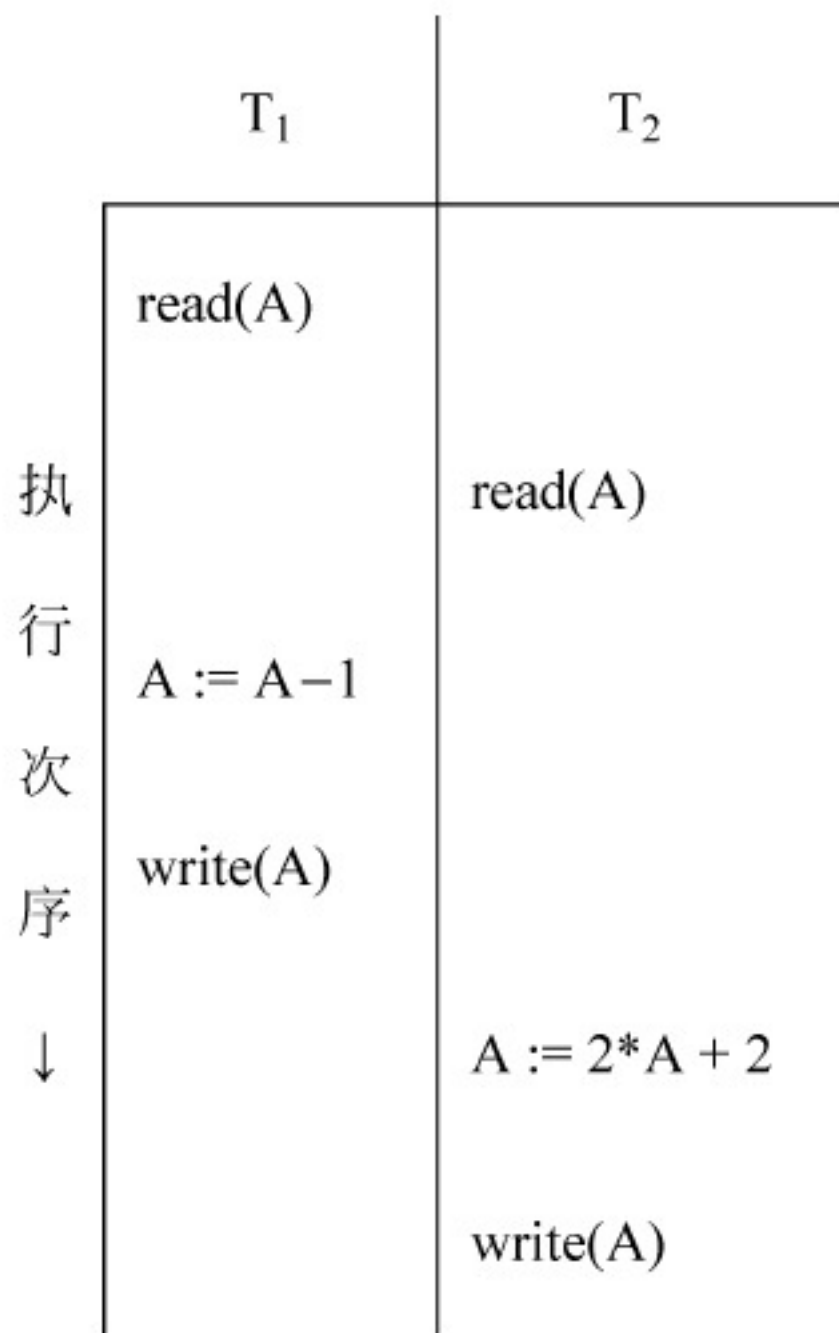 T₁ T₂
read(A)
read(A)
A := A−1
write(A)
A := 2*A + 2
write(A)
执行次序↓